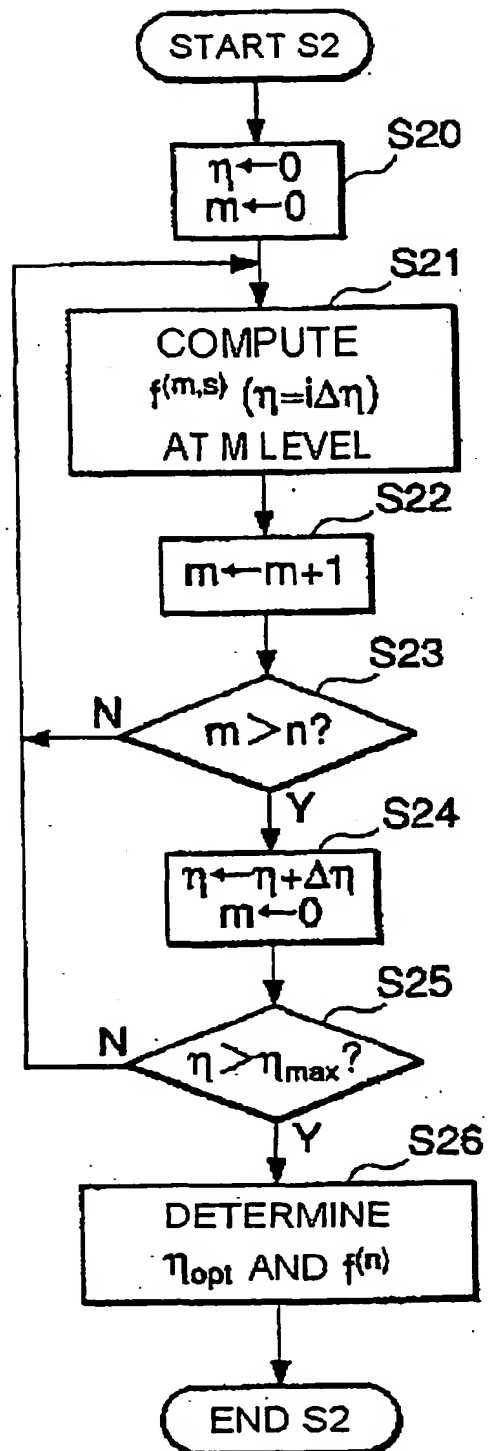 START S2
S20
η←0
m←0
S21
COMPUTE
f(m,s) (η=iΔη)
AT M LEVEL
S22
m←m+1
S23
N
m>n?
Y
S24
η←η+Δη
m←0
S25
N
η>ηmax?
Y
S26
DETERMINE
ηopt AND f(n)
END S2